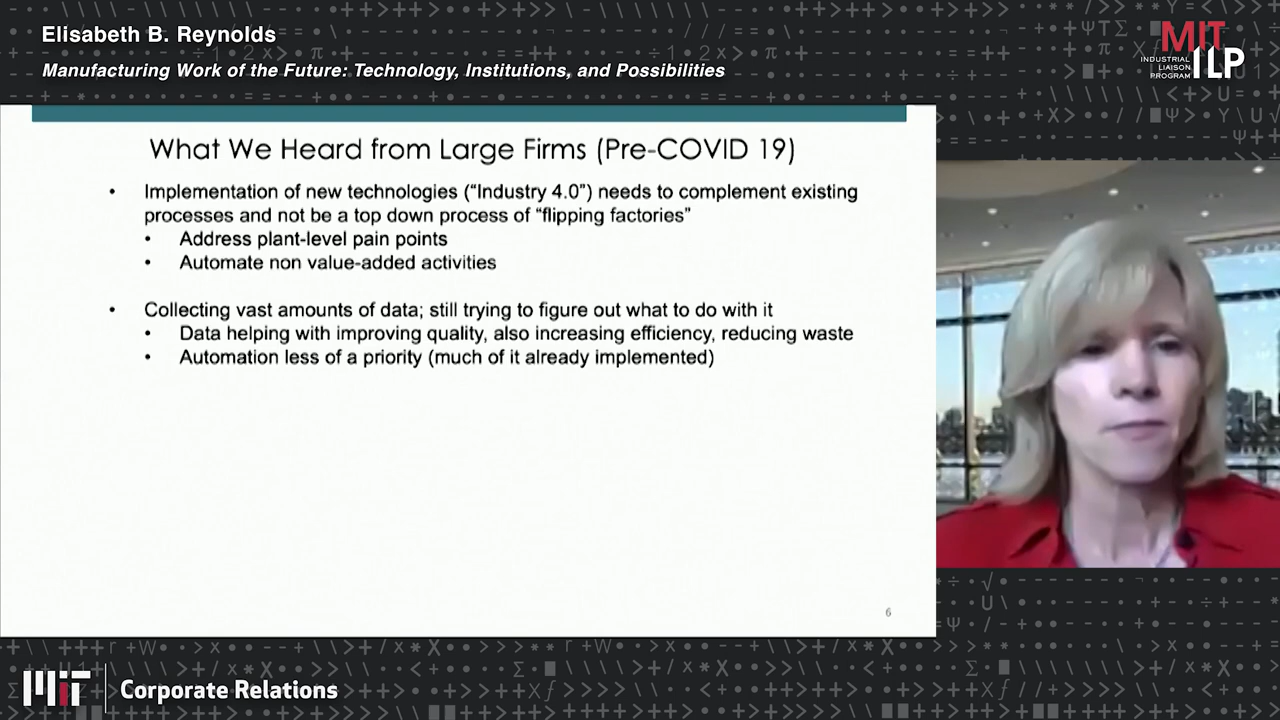 Elisabeth B. Reynolds
Manufacturing Work of the Future: Technology, Institutions, and Possibilities
MIT
INDUSTRIAL
LIAISON
PROGRAM
ILP
What We Heard from Large Firms (Pre-COVID 19)
• Implementation of new technologies (“Industry 4.0”) needs to complement existing
processes and not be a top down process of “flipping factories”
• Address plant-level pain points
• Automate non value-added activities
• Collecting vast amounts of data; still trying to figure out what to do with it
• Data helping with improving quality, also increasing efficiency, reducing waste
• Automation less of a priority (much of it already implemented)
6
MIT Corporate Relations